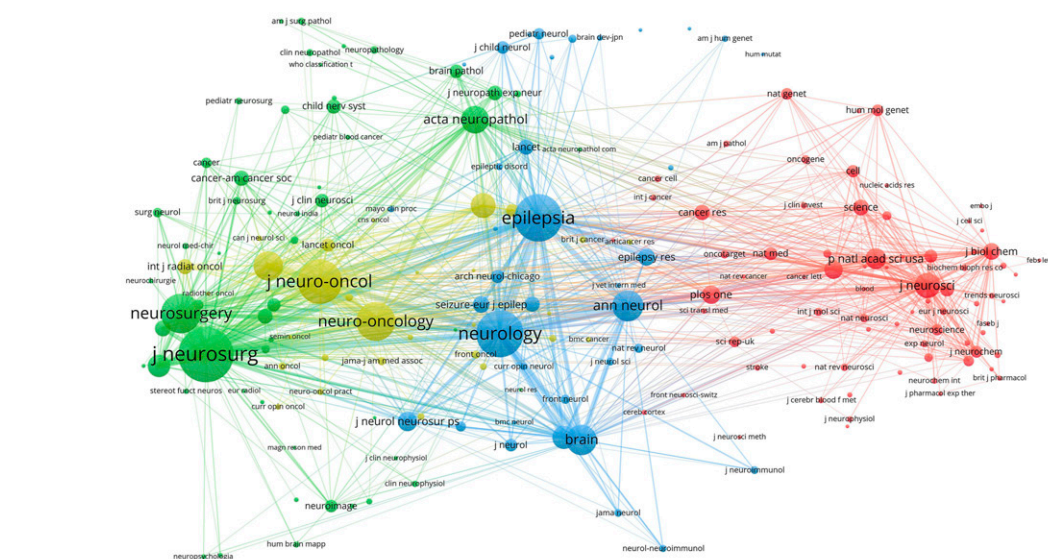 am j surg pathol
pediatr neurol
brain dev-jpn
am j hum genet
j child neurol
clin neuropathol
neuropathology
who classification t
hum mutat
brain pathol
j neuropath exp neur
nat genet
pediatr neurosurg
child nerv syst
hum mol genet
acta neuropathol
pediatr blood cancer
am j pathol
lancet
acta neuropathol com
cancer
epileptic disord
oncogene
cancer-am cancer soc
cancer cell
cell
nucleic acids res
brit j neurosurg
j clin neurosci
int j cancer
surg neurol
neurol india
mayo clin proc
cns oncol
epilepsia
cancer res
j clin invest
science
embo j
j cell sci
can j neurol sci
lancet oncol
brit j cancer
anticancer res
neurol med-chir
int j radiat oncol
epilepsy res
oncotarget
nat med
p natl acad sci usa
j biol chem
febs le
neurochirurgie
j neuro-oncol
arch neurol-chicago
nat rev cancer
cancer lett
biochem bioph res co
radiother oncol
j vet intern med
blood
j neurosci
neurosurgery
seizure-eur j epilep
ann neurol
plos one
trends neurosci
sci transl med
int j mol sci
nat neurosci
eur j neurosci
neuro-oncology
neurology
faseb j
neuroscience
gemin oncol
bmc cancer
sci rep-uk
exp neurol
j neurosurg
front oncol
nat rev neurol
j neurochem
jama-j am med assoc
j neurol sci
ann oncol
curr opin neurol
stroke
nat rev neurosci
brit j pharmacol
neurochem int
stereot funct neuros
eur radiol
neuro-oncol pract
neurol res
front neurosci-switz
j pharmacol exp ther
front neurol
j cerebr blood f met
curr opin oncol
cereb cortex
j neurol neurosur ps
bmc neurol
j neurophysiol
j neurol
brain
j neurosci meth
magn reson med
j clin neurophysiol
j neuroimmunol
clin neurophysiol
neuroimage
jama neurol
hum brain mapp
neurol-neuroimmunol
neuropsychologia